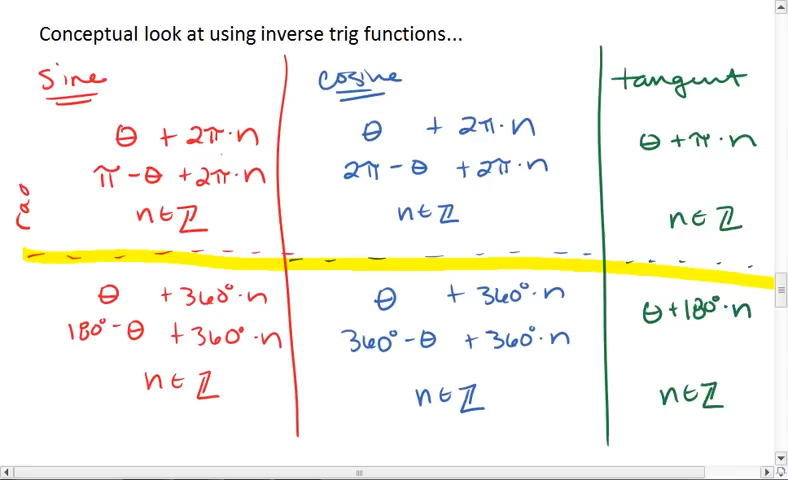 Conceptual look at using inverse trig functions...
sine
θ + 2π·n
π - θ + 2π·n
n ∈ ℤ
rad
θ + 360°·n
180° - θ + 360°·n
n ∈ ℤ
cosine
θ + 2π·n
2π - θ + 2π·n
n ∈ ℤ
θ + 360°·n
360° - θ + 360°·n
n ∈ ℤ
tangent
θ + π·n
n ∈ ℤ
θ + 180°·n
n ∈ ℤ